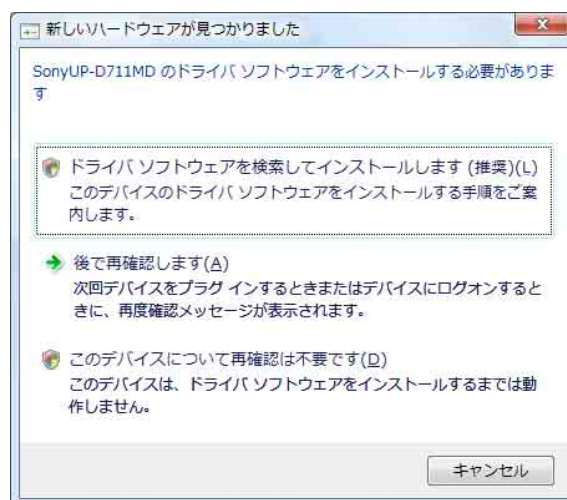 新しいハードウェアが見つかりました
SonyUP-D711MD のドライバ ソフトウェアをインストールする必要がありま
す
ドライバ ソフトウェアを検索してインストールします (推奨)(L)
このデバイスのドライバ ソフトウェアをインストールする手順をご案
内します。
後で再確認します(A)
次回デバイスをプラグ インするときまたはデバイスにログオンすると
きに、再度確認メッセージが表示されます。
このデバイスについて再確認は不要です(D)
このデバイスは、ドライバ ソフトウェアをインストールするまでは動
作しません。
キャンセル